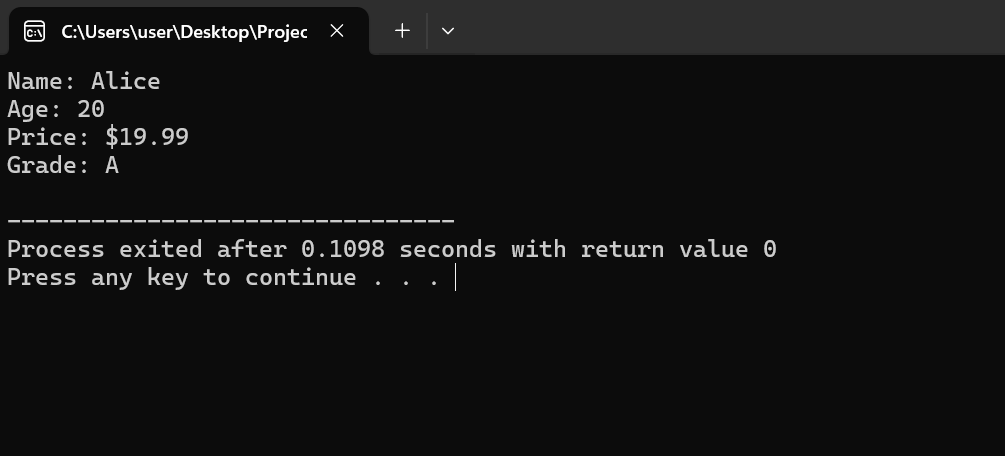 C:\Users\user\Desktop\Projec
Name: Alice
Age: 20
Price: $19.99
Grade: A
--------------------------------
Process exited after 0.1098 seconds with return value 0
Press any key to continue . . .